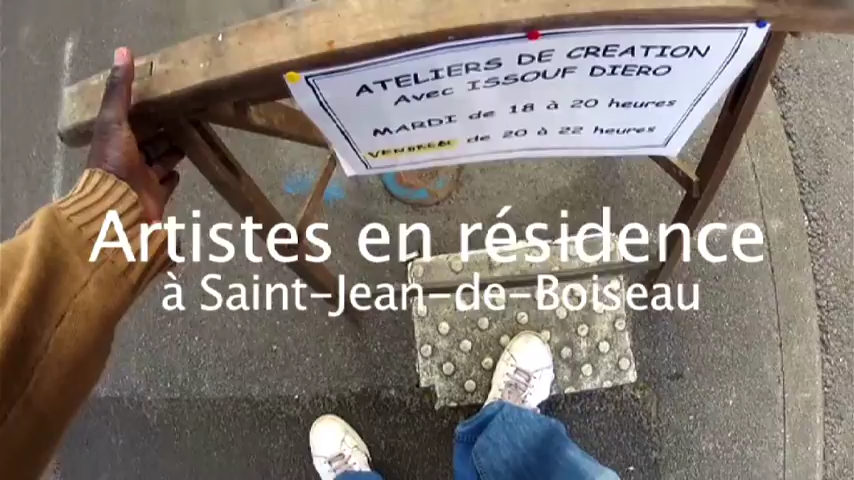 ATELIERS DE CREATION
Avec ISSOUF DIERO
MARDI de 18 à 20 heures
VENDREDI de 20 à 22 heures
Artistes en résidence
à Saint-Jean-de-Boiseau